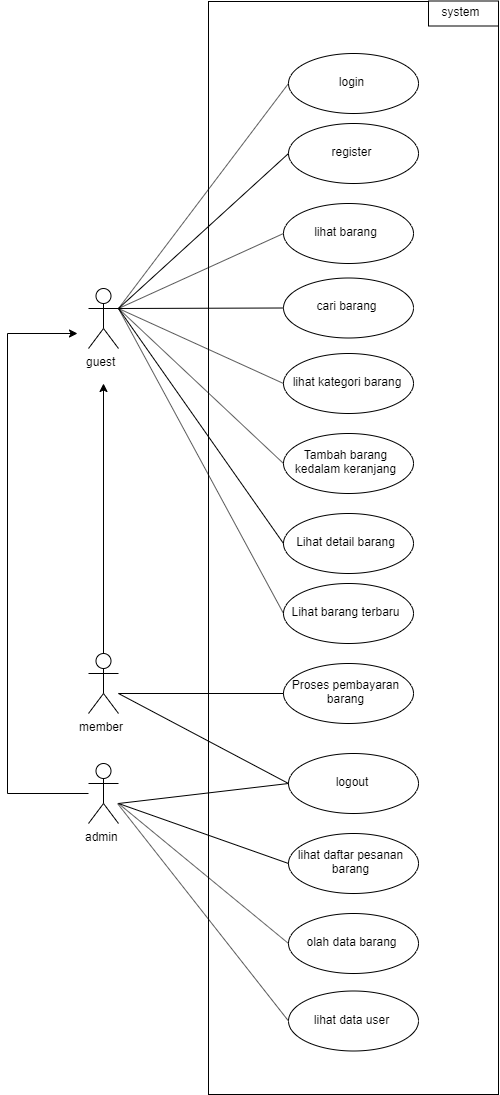 system
login
register
lihat barang
cari barang
guest
lihat kategori barang
Tambah barang
kedalam keranjang
Lihat detail barang
Lihat barang terbaru
Proses pembayaran
barang
member
logout
admin
lihat daftar pesanan
barang
olah data barang
lihat data user